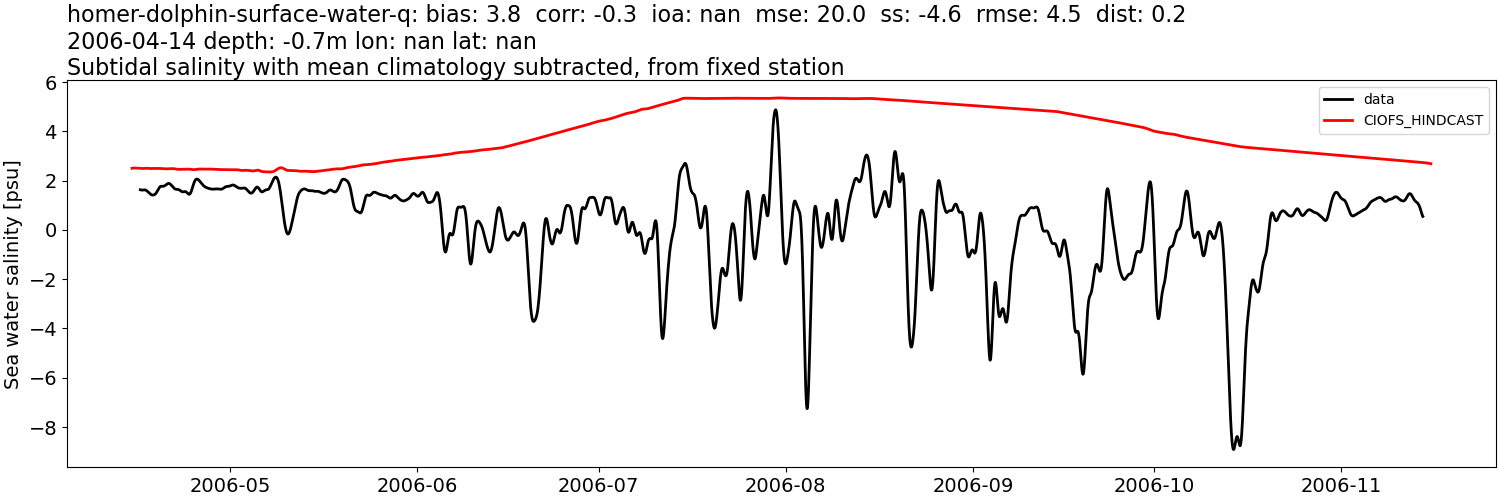 homer-dolphin-surface-water-q: bias: 3.8  corr: -0.3  ioa: nan  mse: 20.0  ss: -4.6  rmse: 4.5  dist: 0.2
2006-04-14 depth: -0.7m lon: nan lat: nan
Subtidal salinity with mean climatology subtracted, from fixed station
Sea water salinity [psu]
6
4
2
0
−2
−4
−6
−8
data
CIOFS_HINDCAST
2006-05
2006-06
2006-07
2006-08
2006-09
2006-10
2006-11